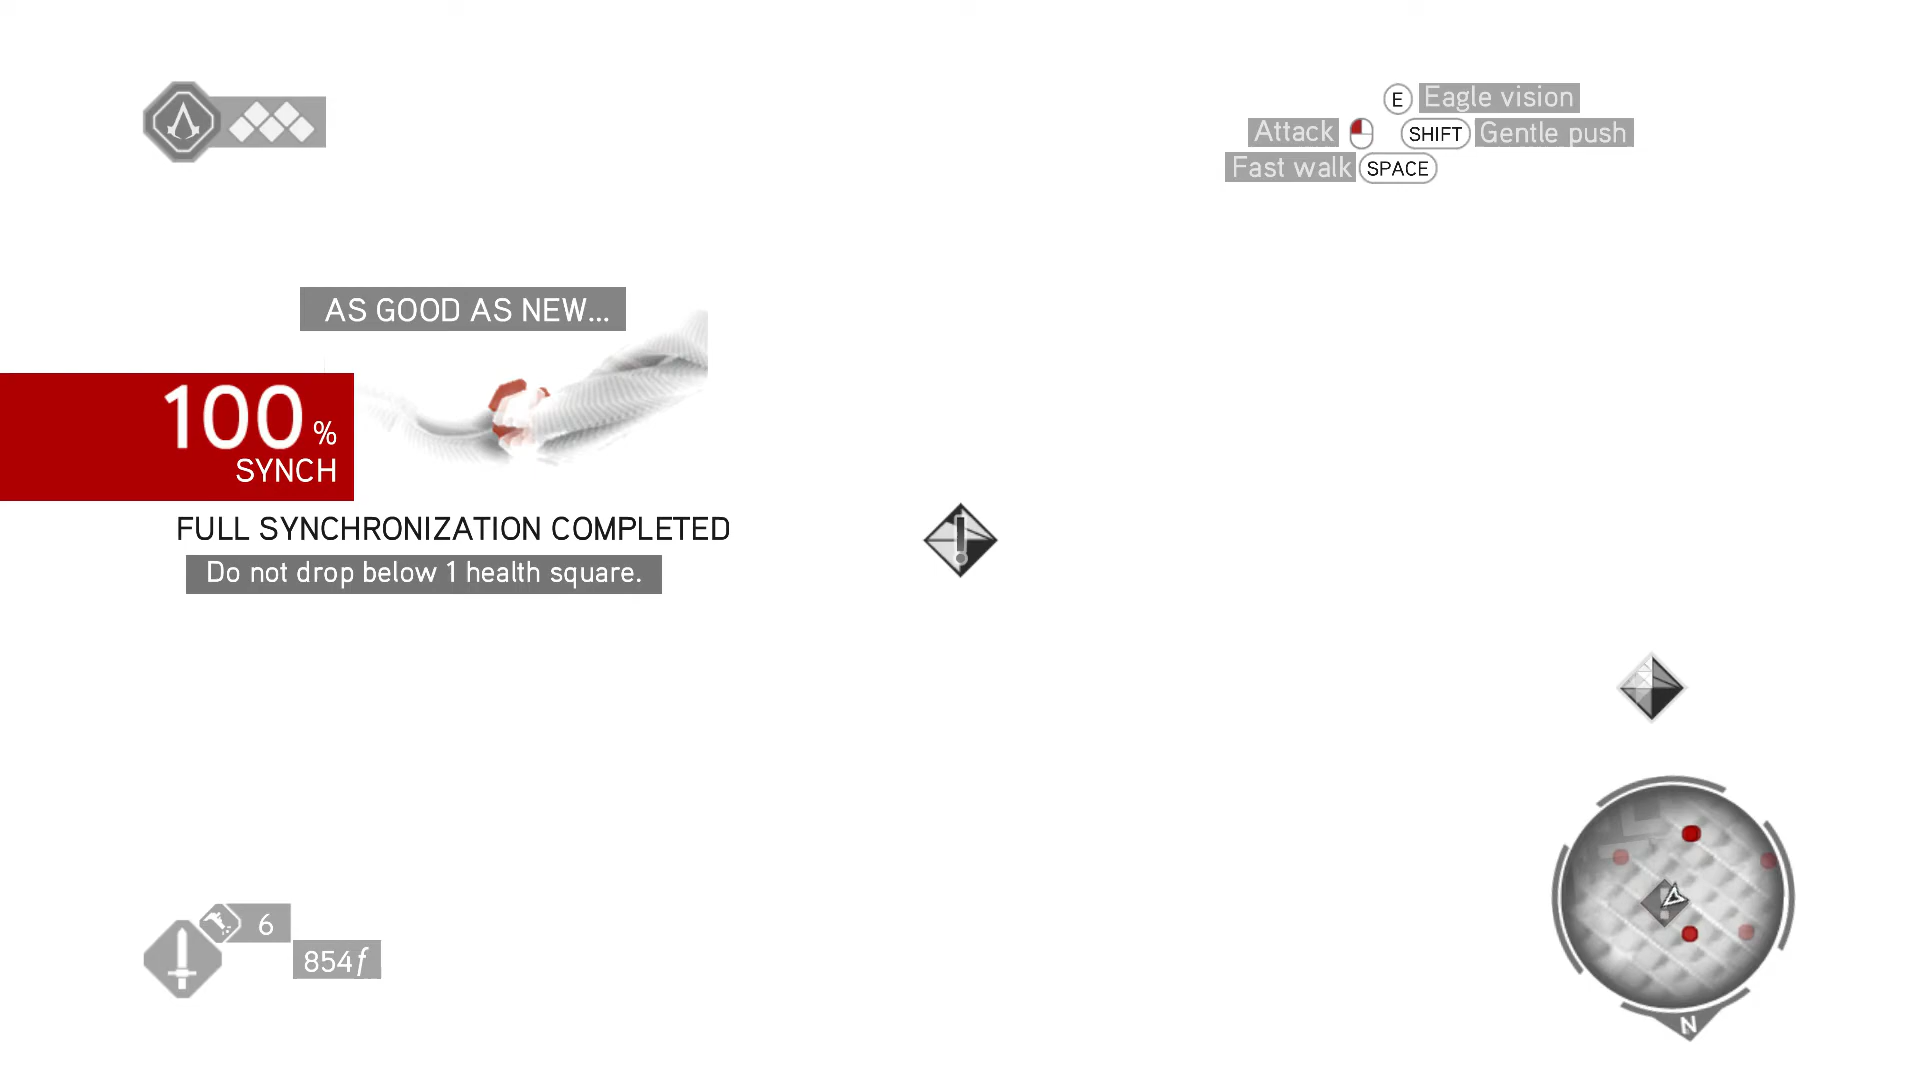 E Eagle vision
Attack SHIFT Gentle push
Fast walk SPACE
AS GOOD AS NEW...
100 %
SYNCH
FULL SYNCHRONIZATION COMPLETED
Do not drop below 1 health square.
6
854ƒ
N